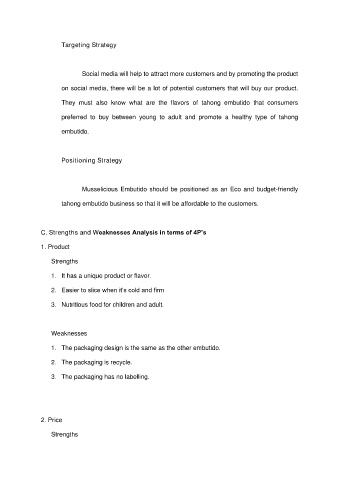 Targeting Strategy
Social media will help to attract more customers and by promoting the product
on social media, there will be a lot of potential customers that will buy our product.
They must also know what are the flavors of tahong embutido that consumers
preferred to buy between young to adult and promote a healthy type of tahong
embutido.
Positioning Strategy
Musselicious Embutido should be positioned as an Eco and budget-friendly
tahong embutido business so that it will be affordable to the customers.
C. Strengths and Weaknesses Analysis in terms of 4P's
1. Product
Strengths
1. It has a unique product or flavor.
2. Easier to slice when it's cold and firm
3. Nutritious food for children and adult.
Weaknesses
1. The packaging design is the same as the other embutido.
2. The packaging is recycle.
3. The packaging has no labelling.
2. Price
Strengths